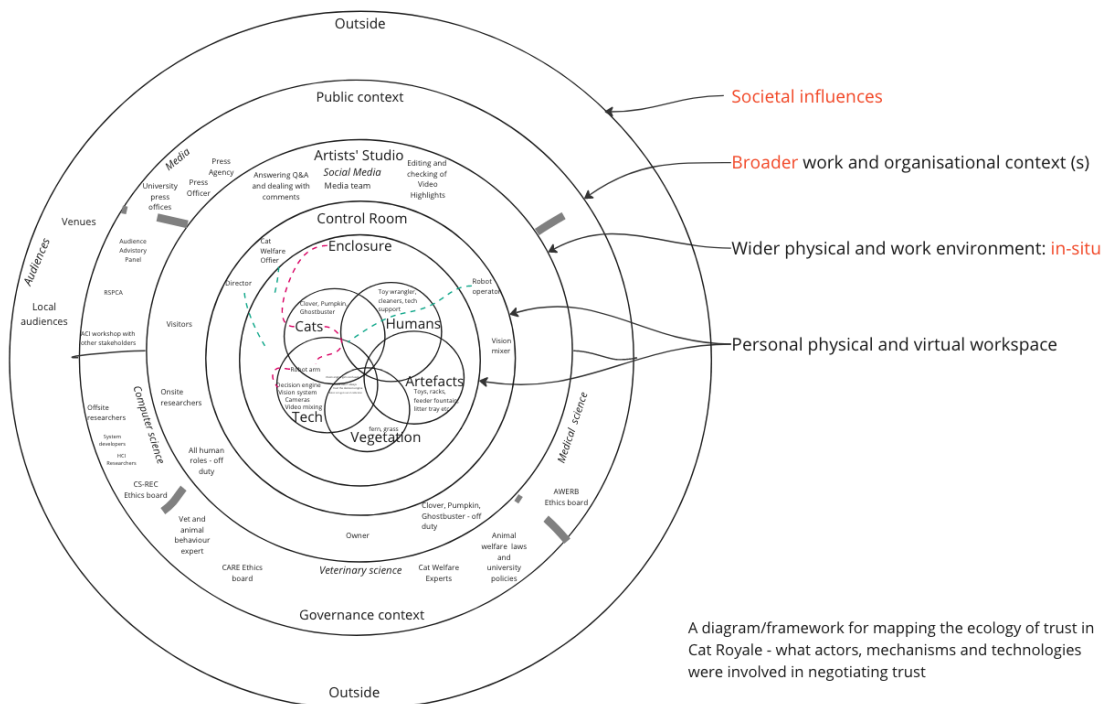 Outside
Public context
Societal influences
Broader work and organisational context (s)
Wider physical and work environment: in-situ
Personal physical and virtual workspace
Media
Press
Agency
Press
Officer
University
press
offices
Artists' Studio
Social Media
Media team
Answering Q&A
and dealing with
comments
Editing and
checking of
Video
Highlights
Venues
Audiences
Local
audiences
Audience
Advisory
Panel
RSPCA
ACI workshop with
other stakeholders
Visitors
Control Room
Enclosure
Cat
Welfare
Offier
Director
Robot
operator
Vision
mixer
Clover, Pumpkin,
Ghostbuster
Cats
Toy wrangler,
cleaners, tech
support
Humans
Robot arm
Decision engine
Vision system
Cameras
Video mixing
Tech
Artefacts
Toys, racks,
feeder fountain,
litter tray etc
fern, grass
Vegetation
Computer science
Onsite
researchers
Offsite
researchers
System
developers
HCI
Researchers
All human
roles - off
duty
CS-REC
Ethics board
Vet and
animal
behaviour
expert
CARE Ethics
board
Owner
Clover, Pumpkin,
Ghostbuster - off
duty
Veterinary science
Cat Welfare
Experts
Animal
welfare laws
and
university
policies
AWERB
Ethics board
Medical science
Governance context
Outside
A diagram/framework for mapping the ecology of trust in
Cat Royale - what actors, mechanisms and technologies
were involved in negotiating trust